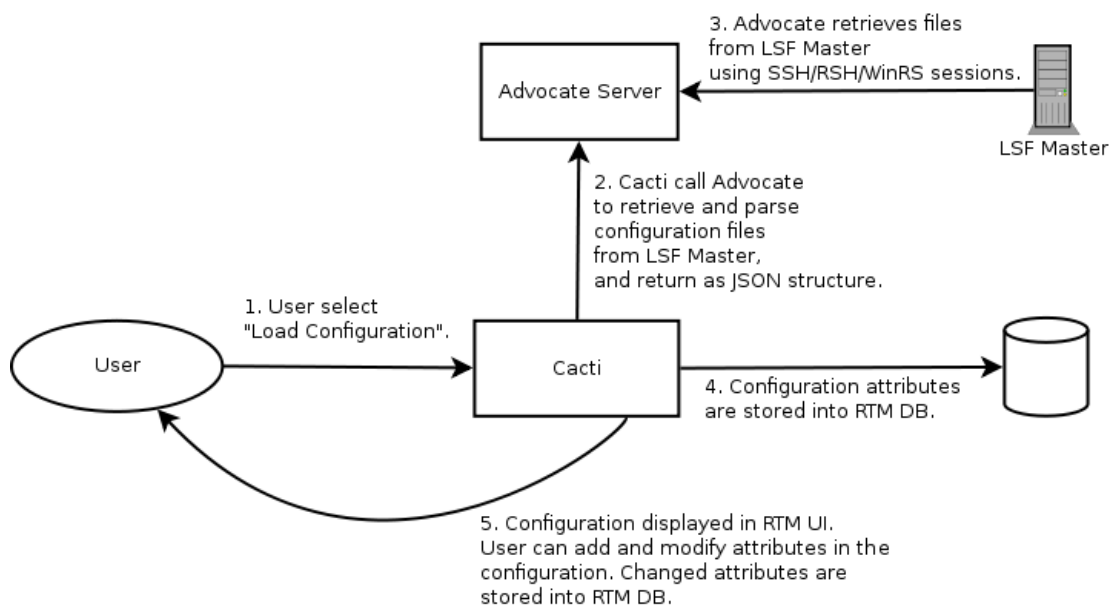 3. Advocate retrieves files
from LSF Master
using SSH/RSH/WinRS sessions.
Advocate Server
LSF Master
2. Cacti call Advocate
to retrieve and parse
configuration files
from LSF Master,
and return as JSON structure.
1. User select
"Load Configuration".
User
Cacti
4. Configuration attributes
are stored into RTM DB.
5. Configuration displayed in RTM UI.
User can add and modify attributes in the
configuration. Changed attributes are
stored into RTM DB.